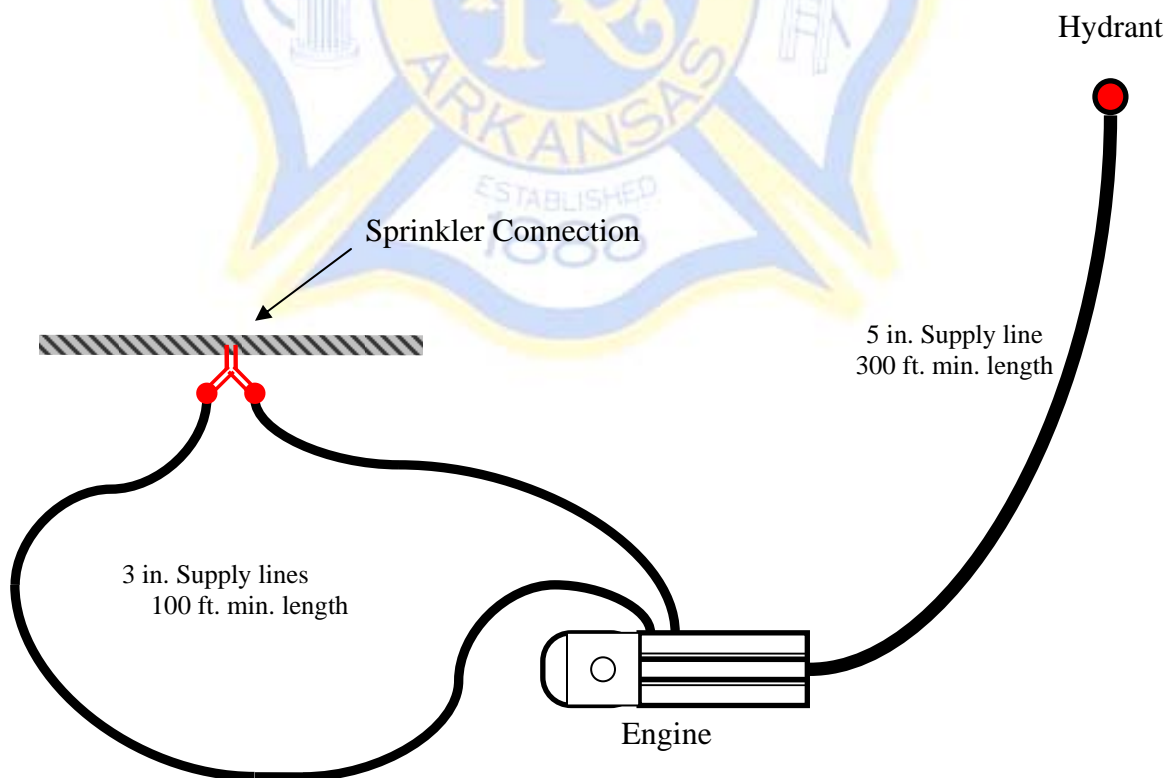 Hydrant
ARKANSAS
ESTABLISHED
1888
Sprinkler Connection
5 in. Supply line
300 ft. min. length
3 in. Supply lines
100 ft. min. length
Engine